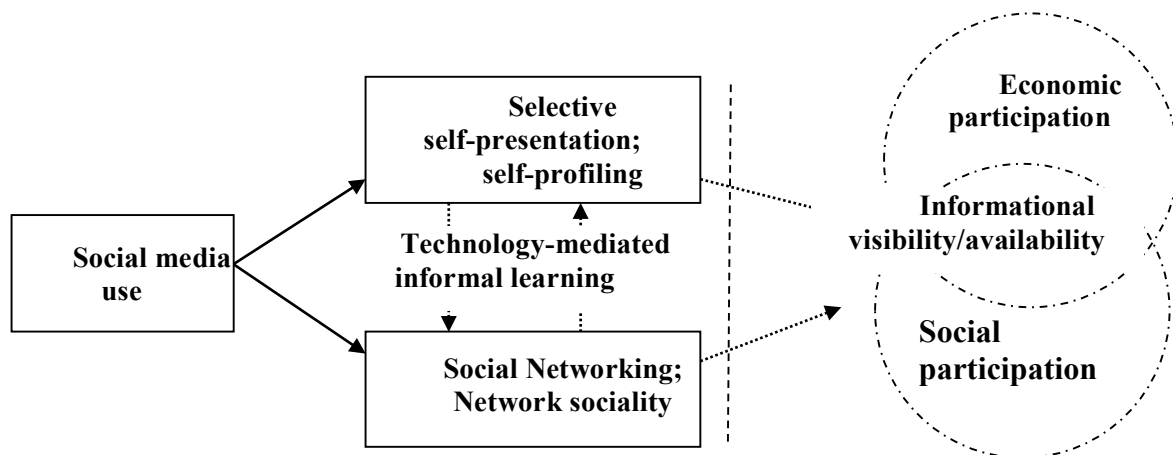 Social media
use
Selective
self-presentation;
self-profiling
Technology-mediated
informal learning
Social Networking;
Network sociality
Economic
participation
Informational
visibility/availability
Social
participation